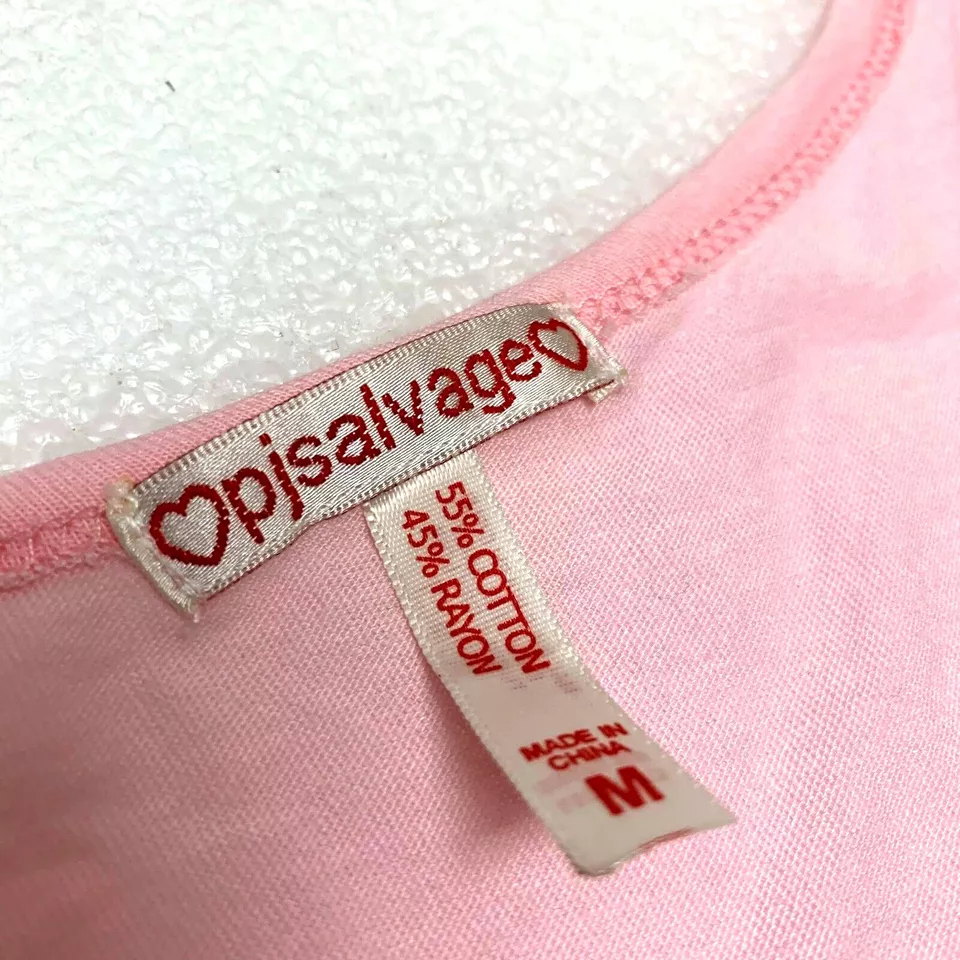 pjsalvage
55% COTTON
45% RAYON
MADE IN
CHINA
M